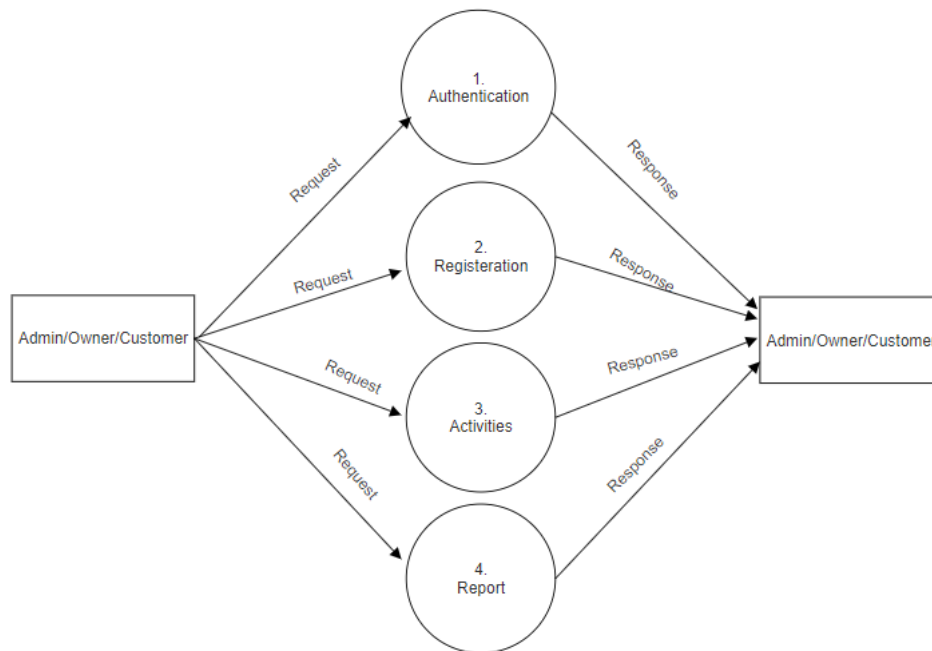 1.
Authentication
Request
Response
2.
Registeration
Request
Response
Admin/Owner/Customer
Admin/Owner/Customer
Request
Response
3.
Activities
Request
Response
4.
Report